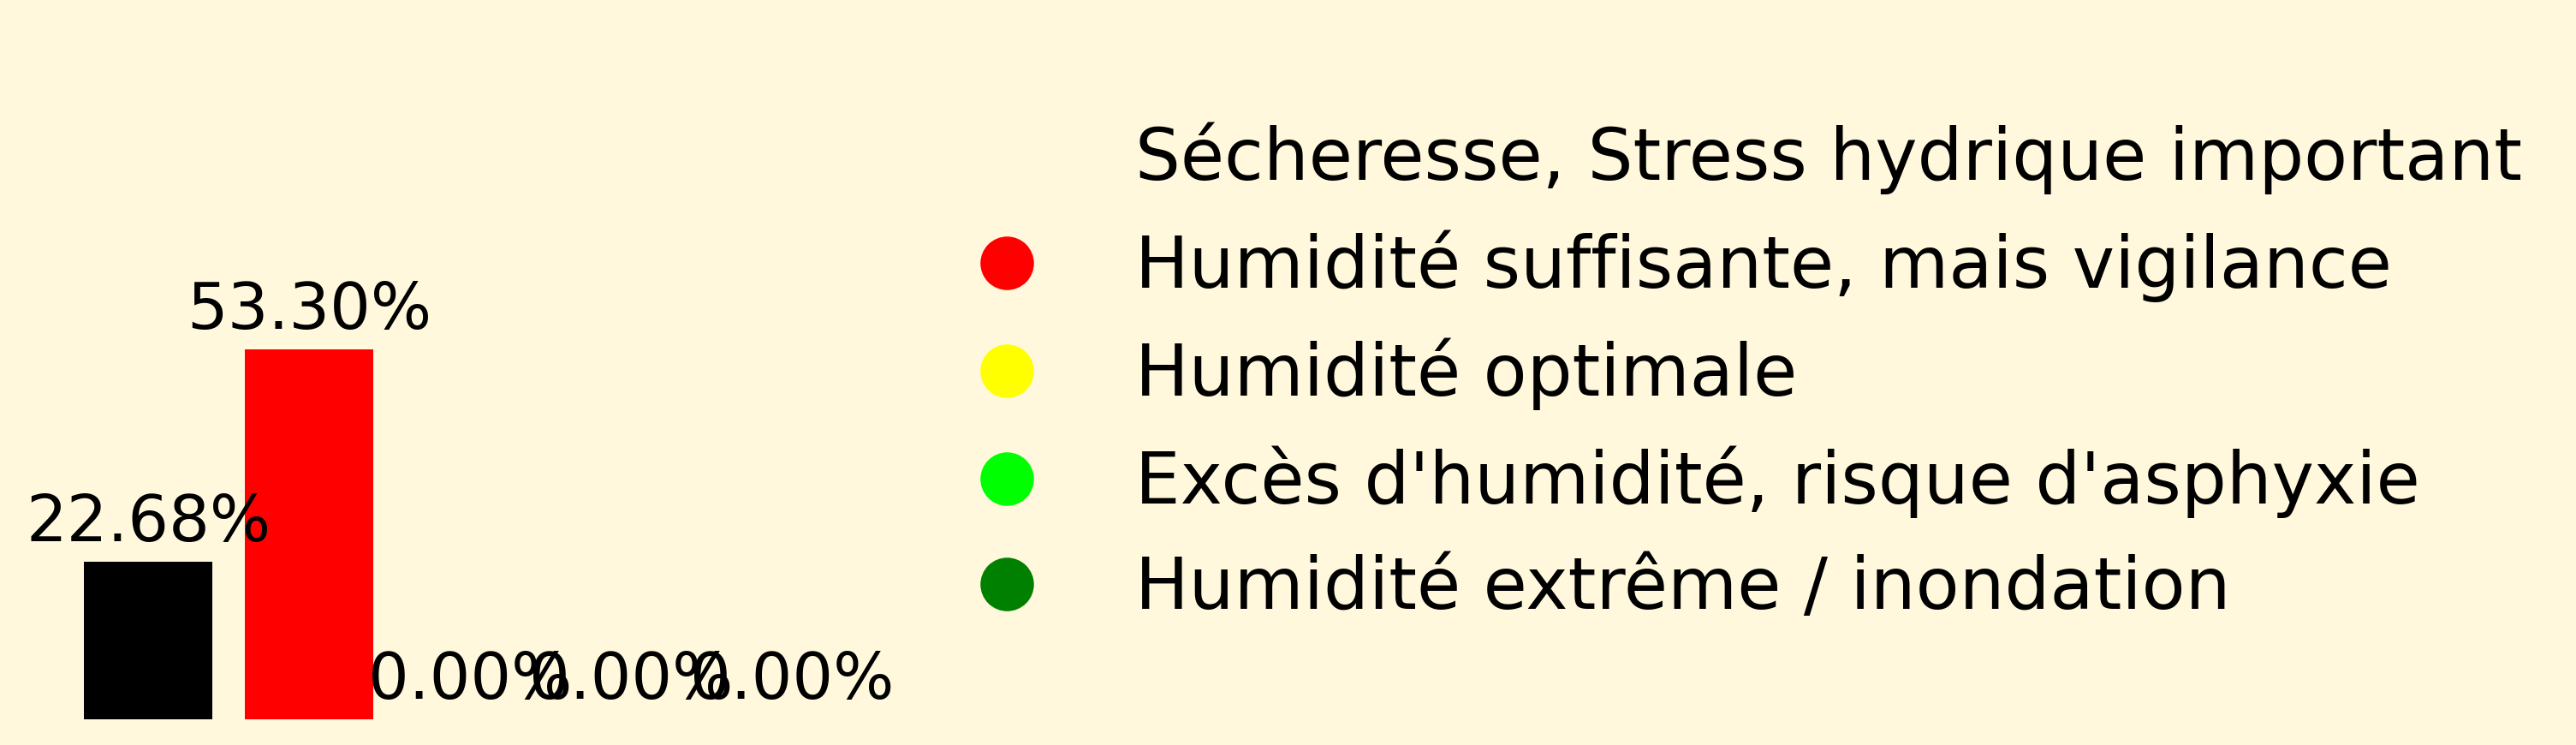 Sécheresse, Stress hydrique important
Humidité suffisante, mais vigilance
53.30%
Humidité optimale
22.68%
Excès d'humidité, risque d'asphyxie
Humidité extrême / inondation
0.00% 0.00% 0.00%